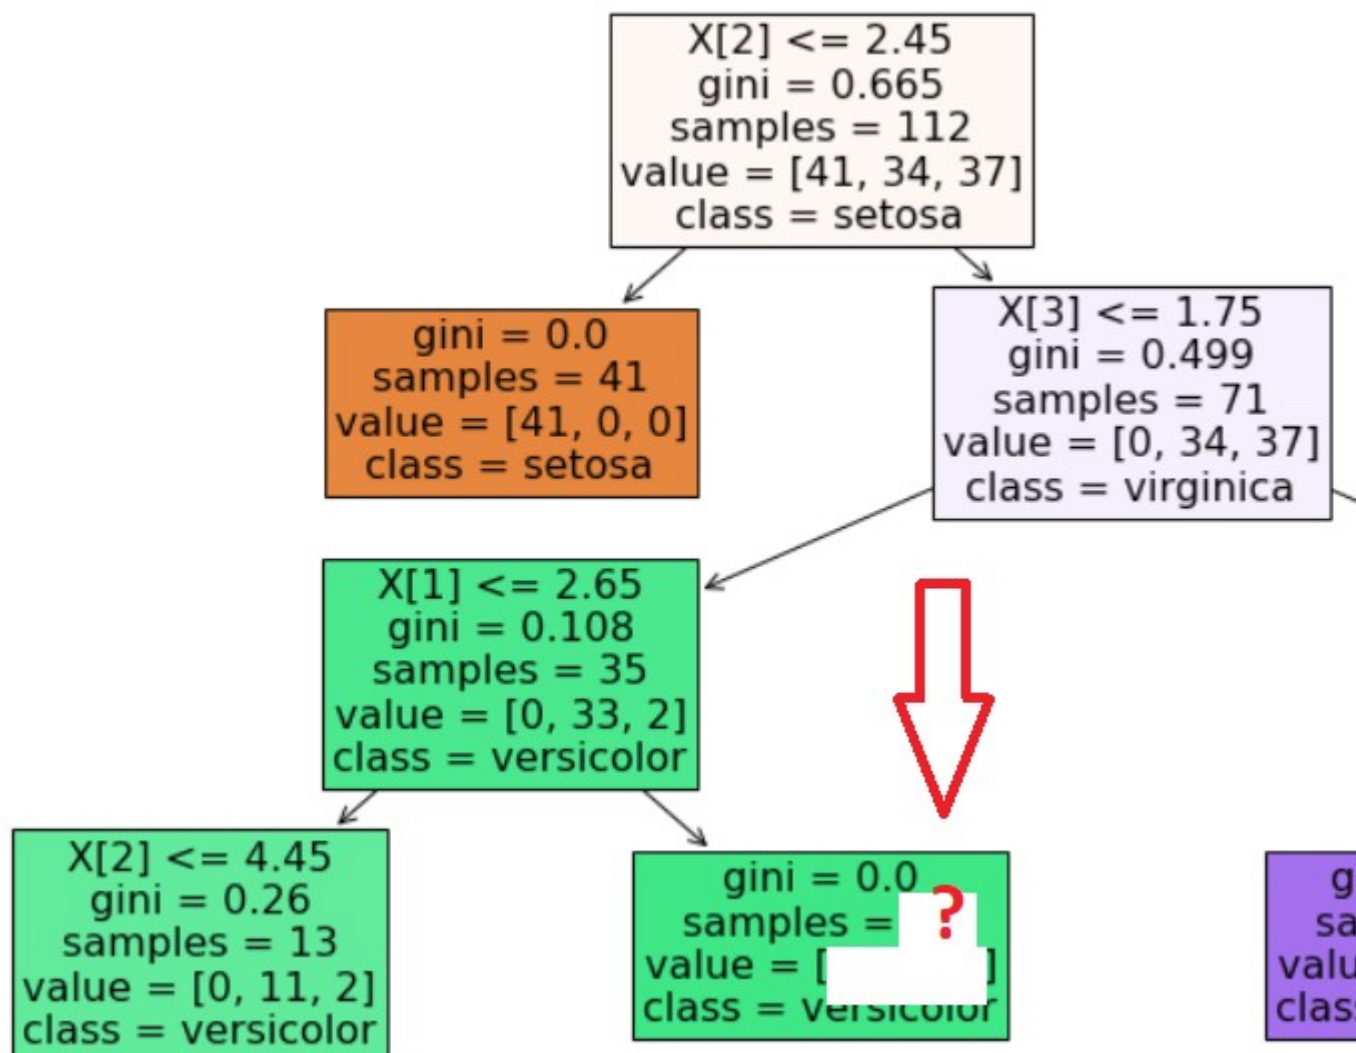 X[2] <= 2.45
gini = 0.665
samples = 112
value = [41, 34, 37]
class = setosa
gini = 0.0
samples = 41
value = [41, 0, 0]
class = setosa
X[3] <= 1.75
gini = 0.499
samples = 71
value = [0, 34, 37]
class = virginica
X[1] <= 2.65
gini = 0.108
samples = 35
value = [0, 33, 2]
class = versicolor
X[2] <= 4.45
gini = 0.26
samples = 13
value = [0, 11, 2]
class = versicolor
gini = 0.0
samples = ?
value = [ ]
class = versicolor
g
sa
valu
clas